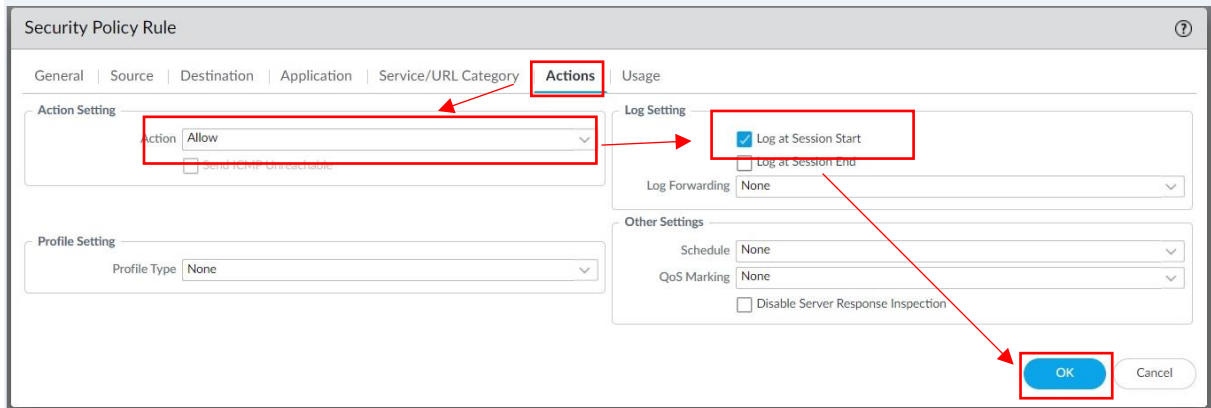 Security Policy Rule
General | Source | Destination | Application | Service/URL Category | Actions | Usage
Action Setting
Action Allow
Send ICMP Unreachable
Profile Setting
Profile Type None
Log Setting
Log at Session Start
Log at Session End
Log Forwarding None
Other Settings
Schedule None
QoS Marking None
Disable Server Response Inspection
OK Cancel